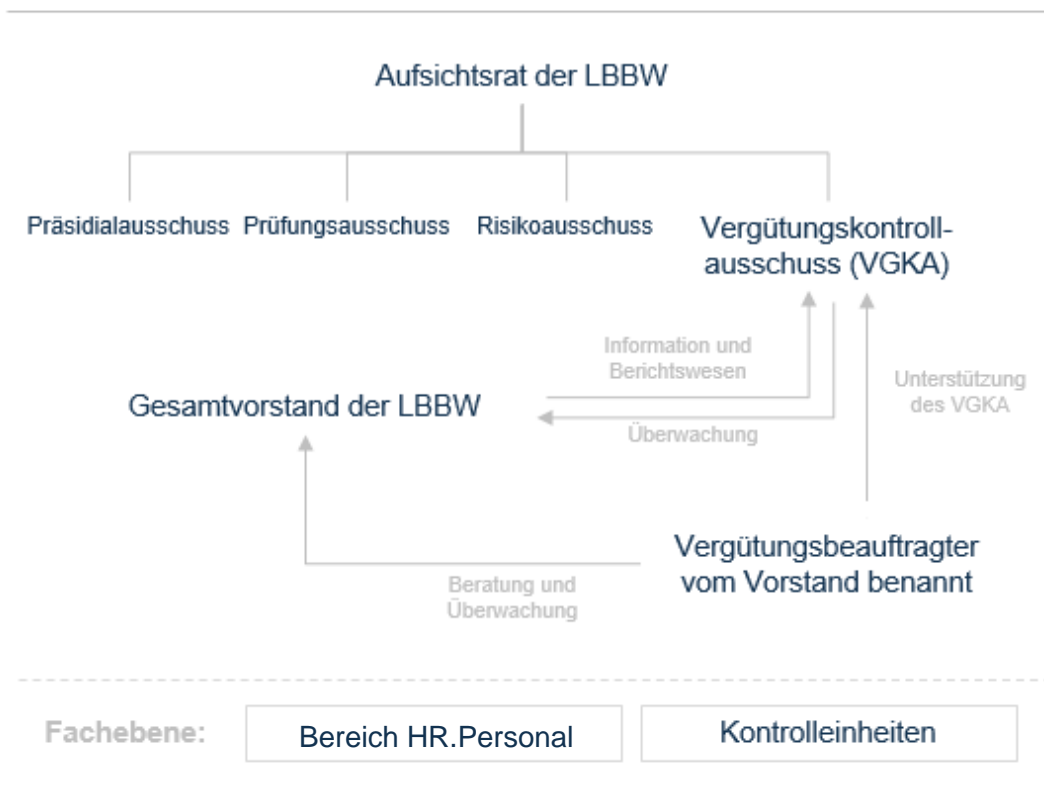 Aufsichtsrat der LBBW
Präsidialausschuss
Prüfungsausschuss
Risikoausschuss
Vergütungskontroll-
ausschuss (VGKA)
Information und
Berichtswesen
Unterstützung
des VGKA
Gesamtvorstand der LBBW
Überwachung
Vergütungsbeauftragter
vom Vorstand benannt
Beratung und
Überwachung
Fachebene:
Bereich HR.Personal
Kontrolleinheiten